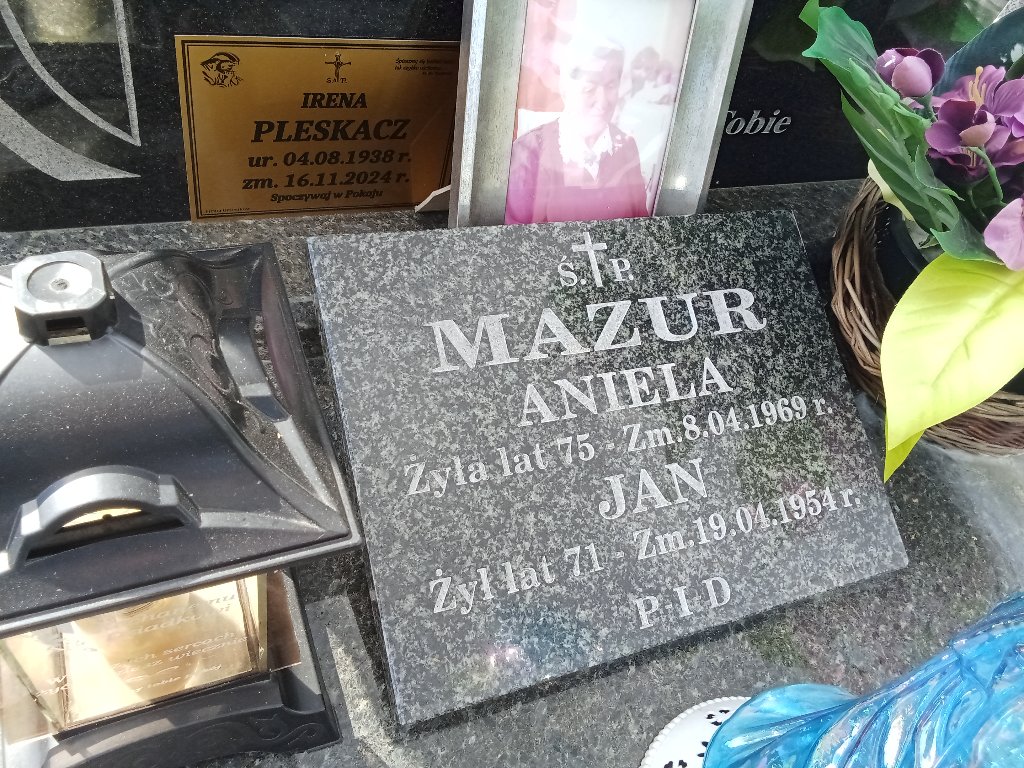 Ś.†P.
IRENA
PLESKACZ
ur. 04.08.1938 r.
zm. 16.11.2024 r.
Spoczywaj w Pokoju
Tobie
Ś.†P.
MAZUR
ANIELA
Żyła lat 75 - Zm.8.04.1969 r.
JAN
Żył lat 71 - Zm.19.04.1954 r.
P-I D
sercach